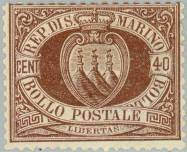 REP. DI S. MARINO
CENT 40
BOLLO POSTALE
LIBERTAS